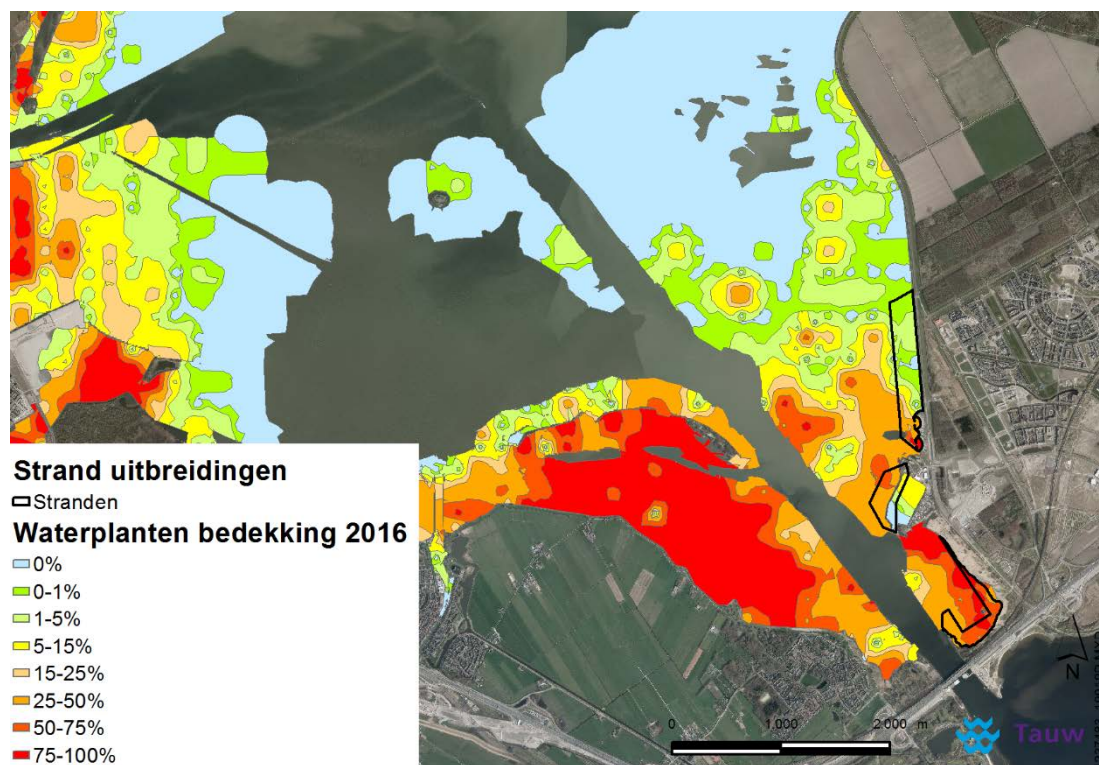 Strand uitbreidingen
Stranden
Waterplanten bedekking 2016
0%
0-1%
1-5%
5-15%
15-25%
25-50%
50-75%
75-100%
0 1.000 2.000 m
N
Tauw